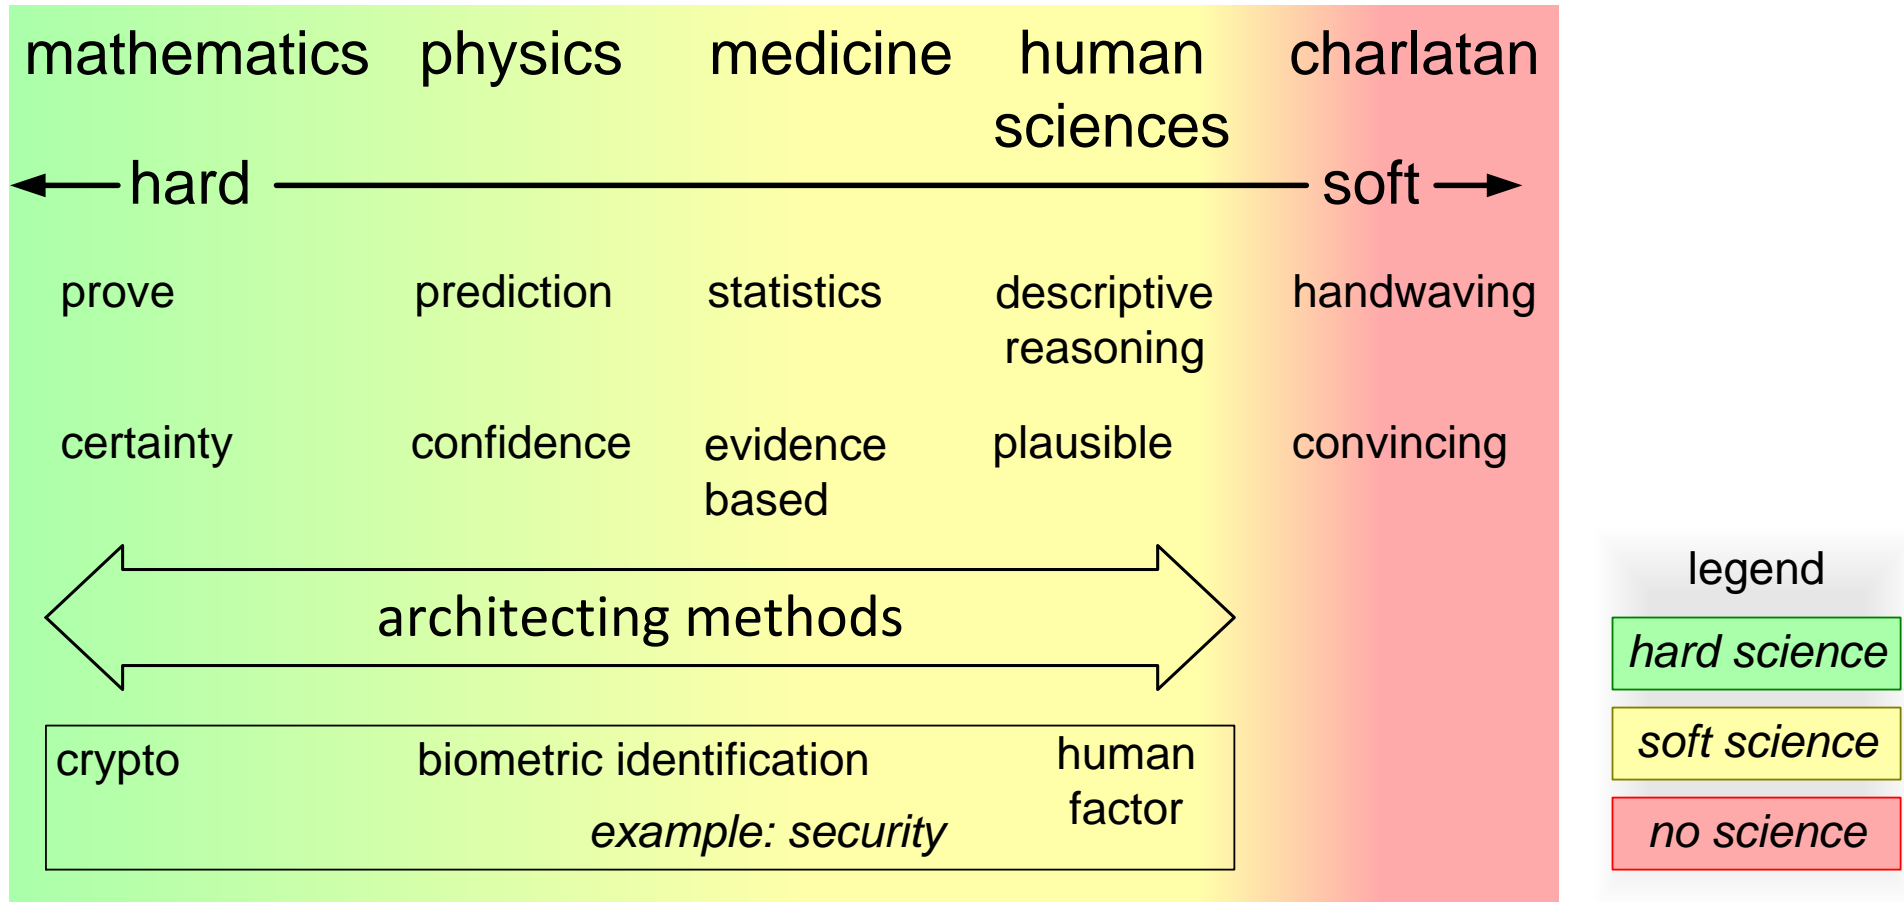 mathematics physics medicine human charlatan
sciences
hard soft
prove prediction statistics descriptive handwaving
reasoning
certainty confidence evidence plausible convincing
based
architecting methods
crypto biometric identification human
factor
example: security
legend
hard science
soft science
no science